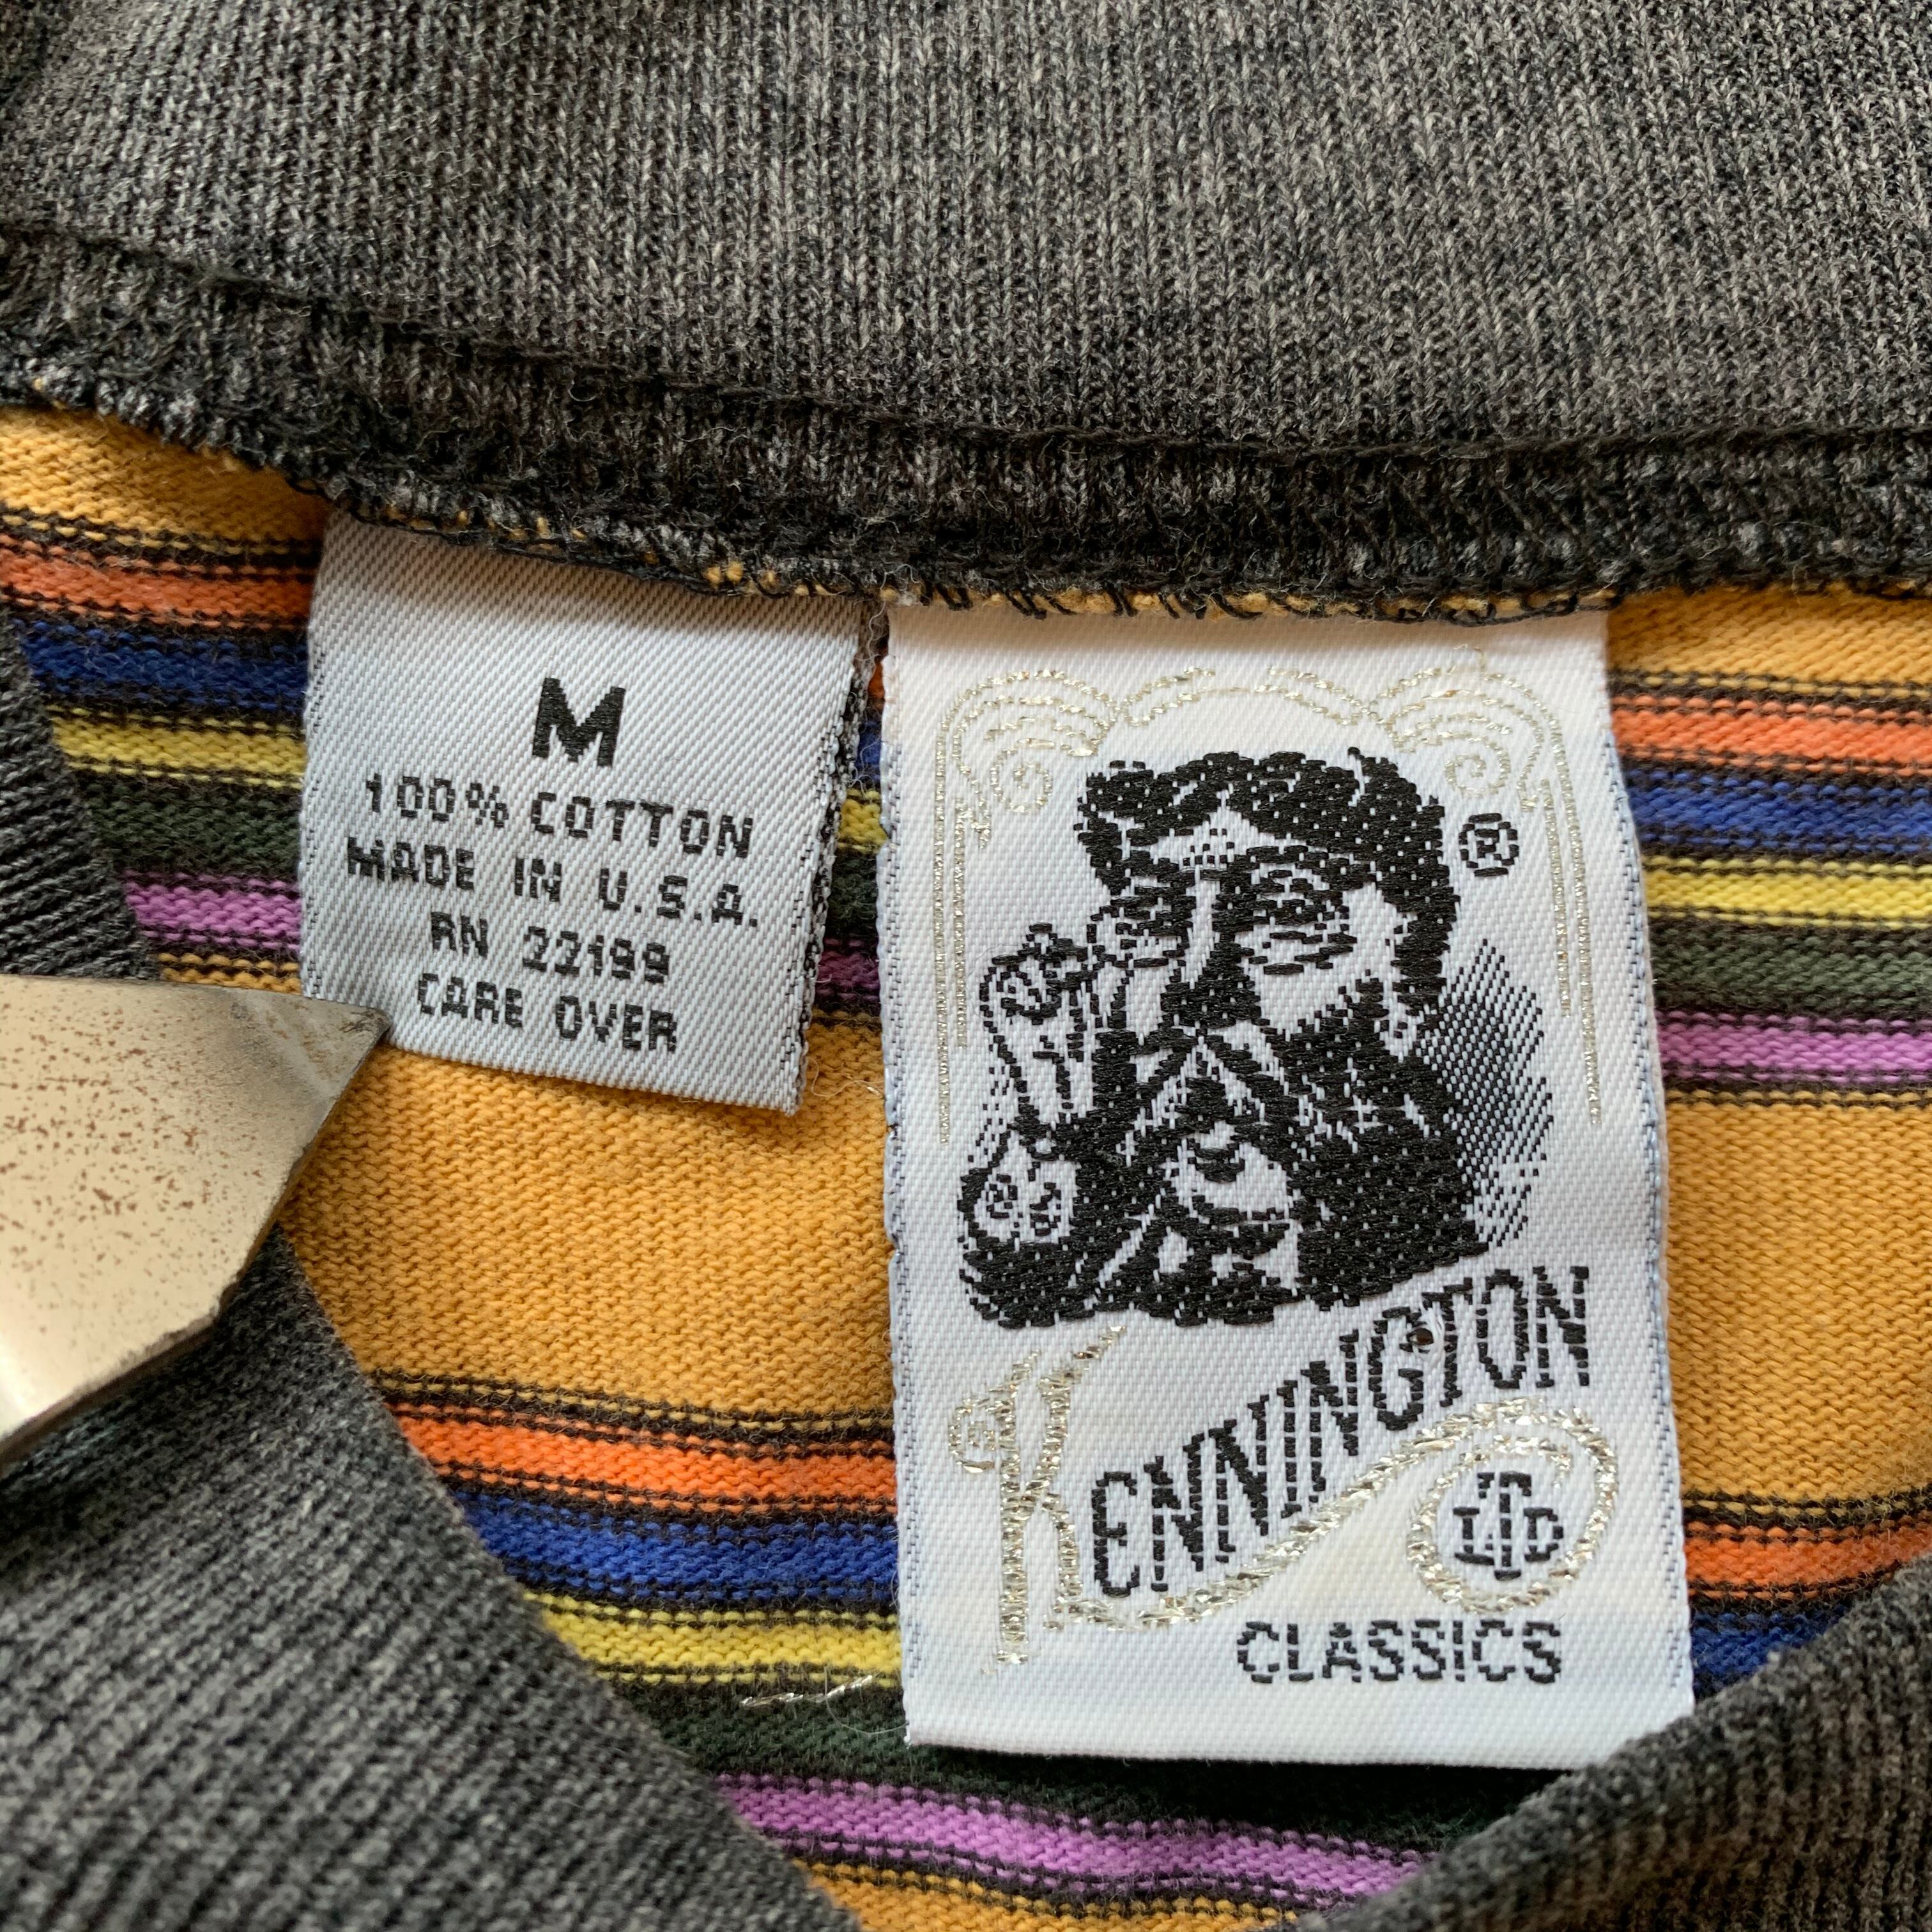 M
100% COTTON
MADE IN U.S.A.
RN 22199
CARE OVER
®
KENNINGTON
LTD
CLASSICS